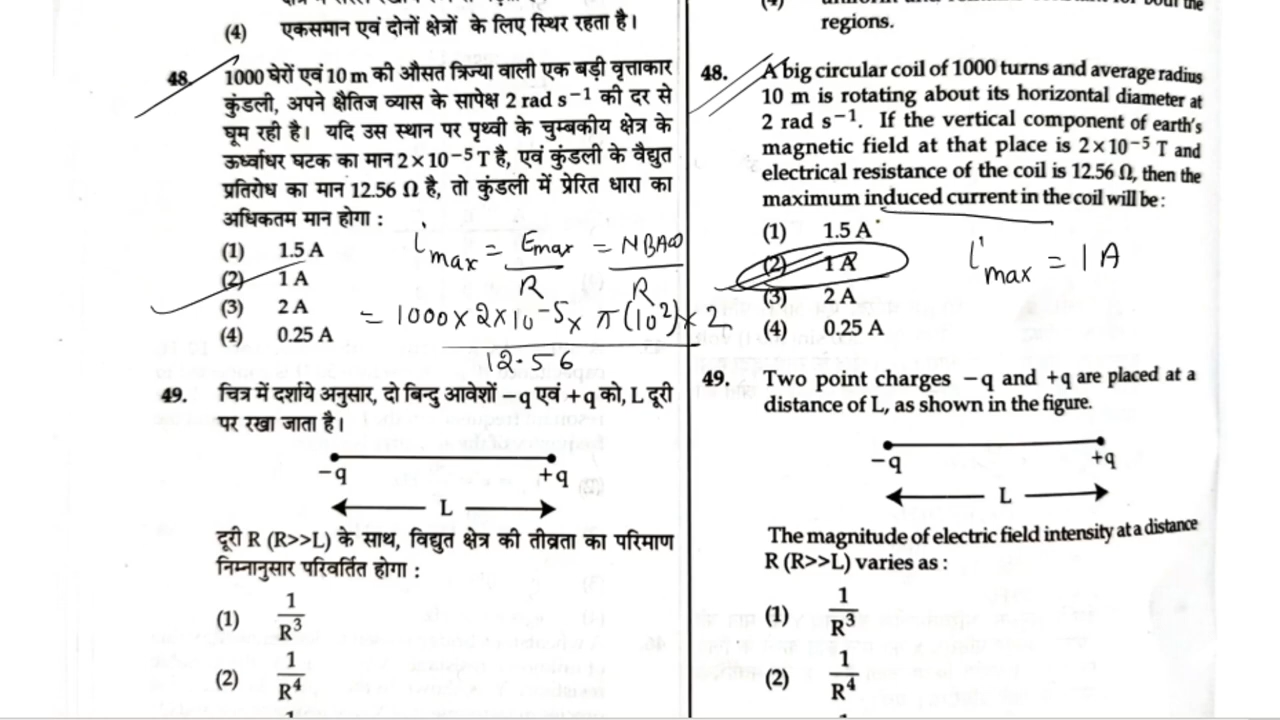 (4) एकसमान एवं दोनों क्षेत्रों के लिए स्थिर रहता है।
48. 1000 घेरों एवं 10 m की औसत त्रिज्या वाली एक बड़ी वृत्ताकार
कुंडली, अपने क्षैतिज व्यास के सापेक्ष 2 rad s⁻¹ की दर से
घूम रही है। यदि उस स्थान पर पृथ्वी के चुम्बकीय क्षेत्र के
ऊर्ध्वाधर घटक का मान 2×10⁻⁵ T है, एवं कुंडली के वैद्युत
प्रतिरोध का मान 12.56 Ω है, तो कुंडली में प्रेरित धारा का
अधिकतम मान होगा :
(1) 1.5 A
(2) 1 A
(3) 2 A
(4) 0.25 A
i max = Emax / R = NBAω / R
= 1000 × 2 × 10⁻⁵ × π(10²) × 2 / 12.56
49. चित्र में दर्शाये अनुसार, दो बिन्दु आवेशों −q एवं +q को, L दूरी
पर रखा जाता है।
−q +q
L
दूरी R (R>>L) के साथ, विद्युत क्षेत्र की तीव्रता का परिमाण
निम्नानुसार परिवर्तित होगा :
(1) 1/R³
(2) 1/R⁴
regions.
48. A big circular coil of 1000 turns and average radius
10 m is rotating about its horizontal diameter at
2 rad s⁻¹. If the vertical component of earth's
magnetic field at that place is 2×10⁻⁵ T and
electrical resistance of the coil is 12.56 Ω, then the
maximum induced current in the coil will be :
(1) 1.5 A
(2) 1 A
(3) 2 A
(4) 0.25 A
i max = 1 A
49. Two point charges −q and +q are placed at a
distance of L, as shown in the figure.
−q +q
L
The magnitude of electric field intensity at a distance
R (R>>L) varies as :
(1) 1/R³
(2) 1/R⁴